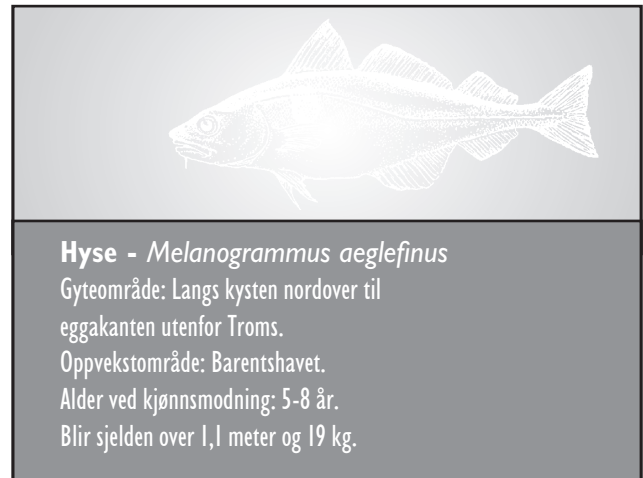 Hyse - Melanogrammus aeglefinus
Gyteområde: Langs kysten nordover til
eggakanten utenfor Troms.
Oppvekstområde: Barentshavet.
Alder ved kjønnsmodning: 5-8 år.
Blir sjelden over 1,1 meter og 19 kg.